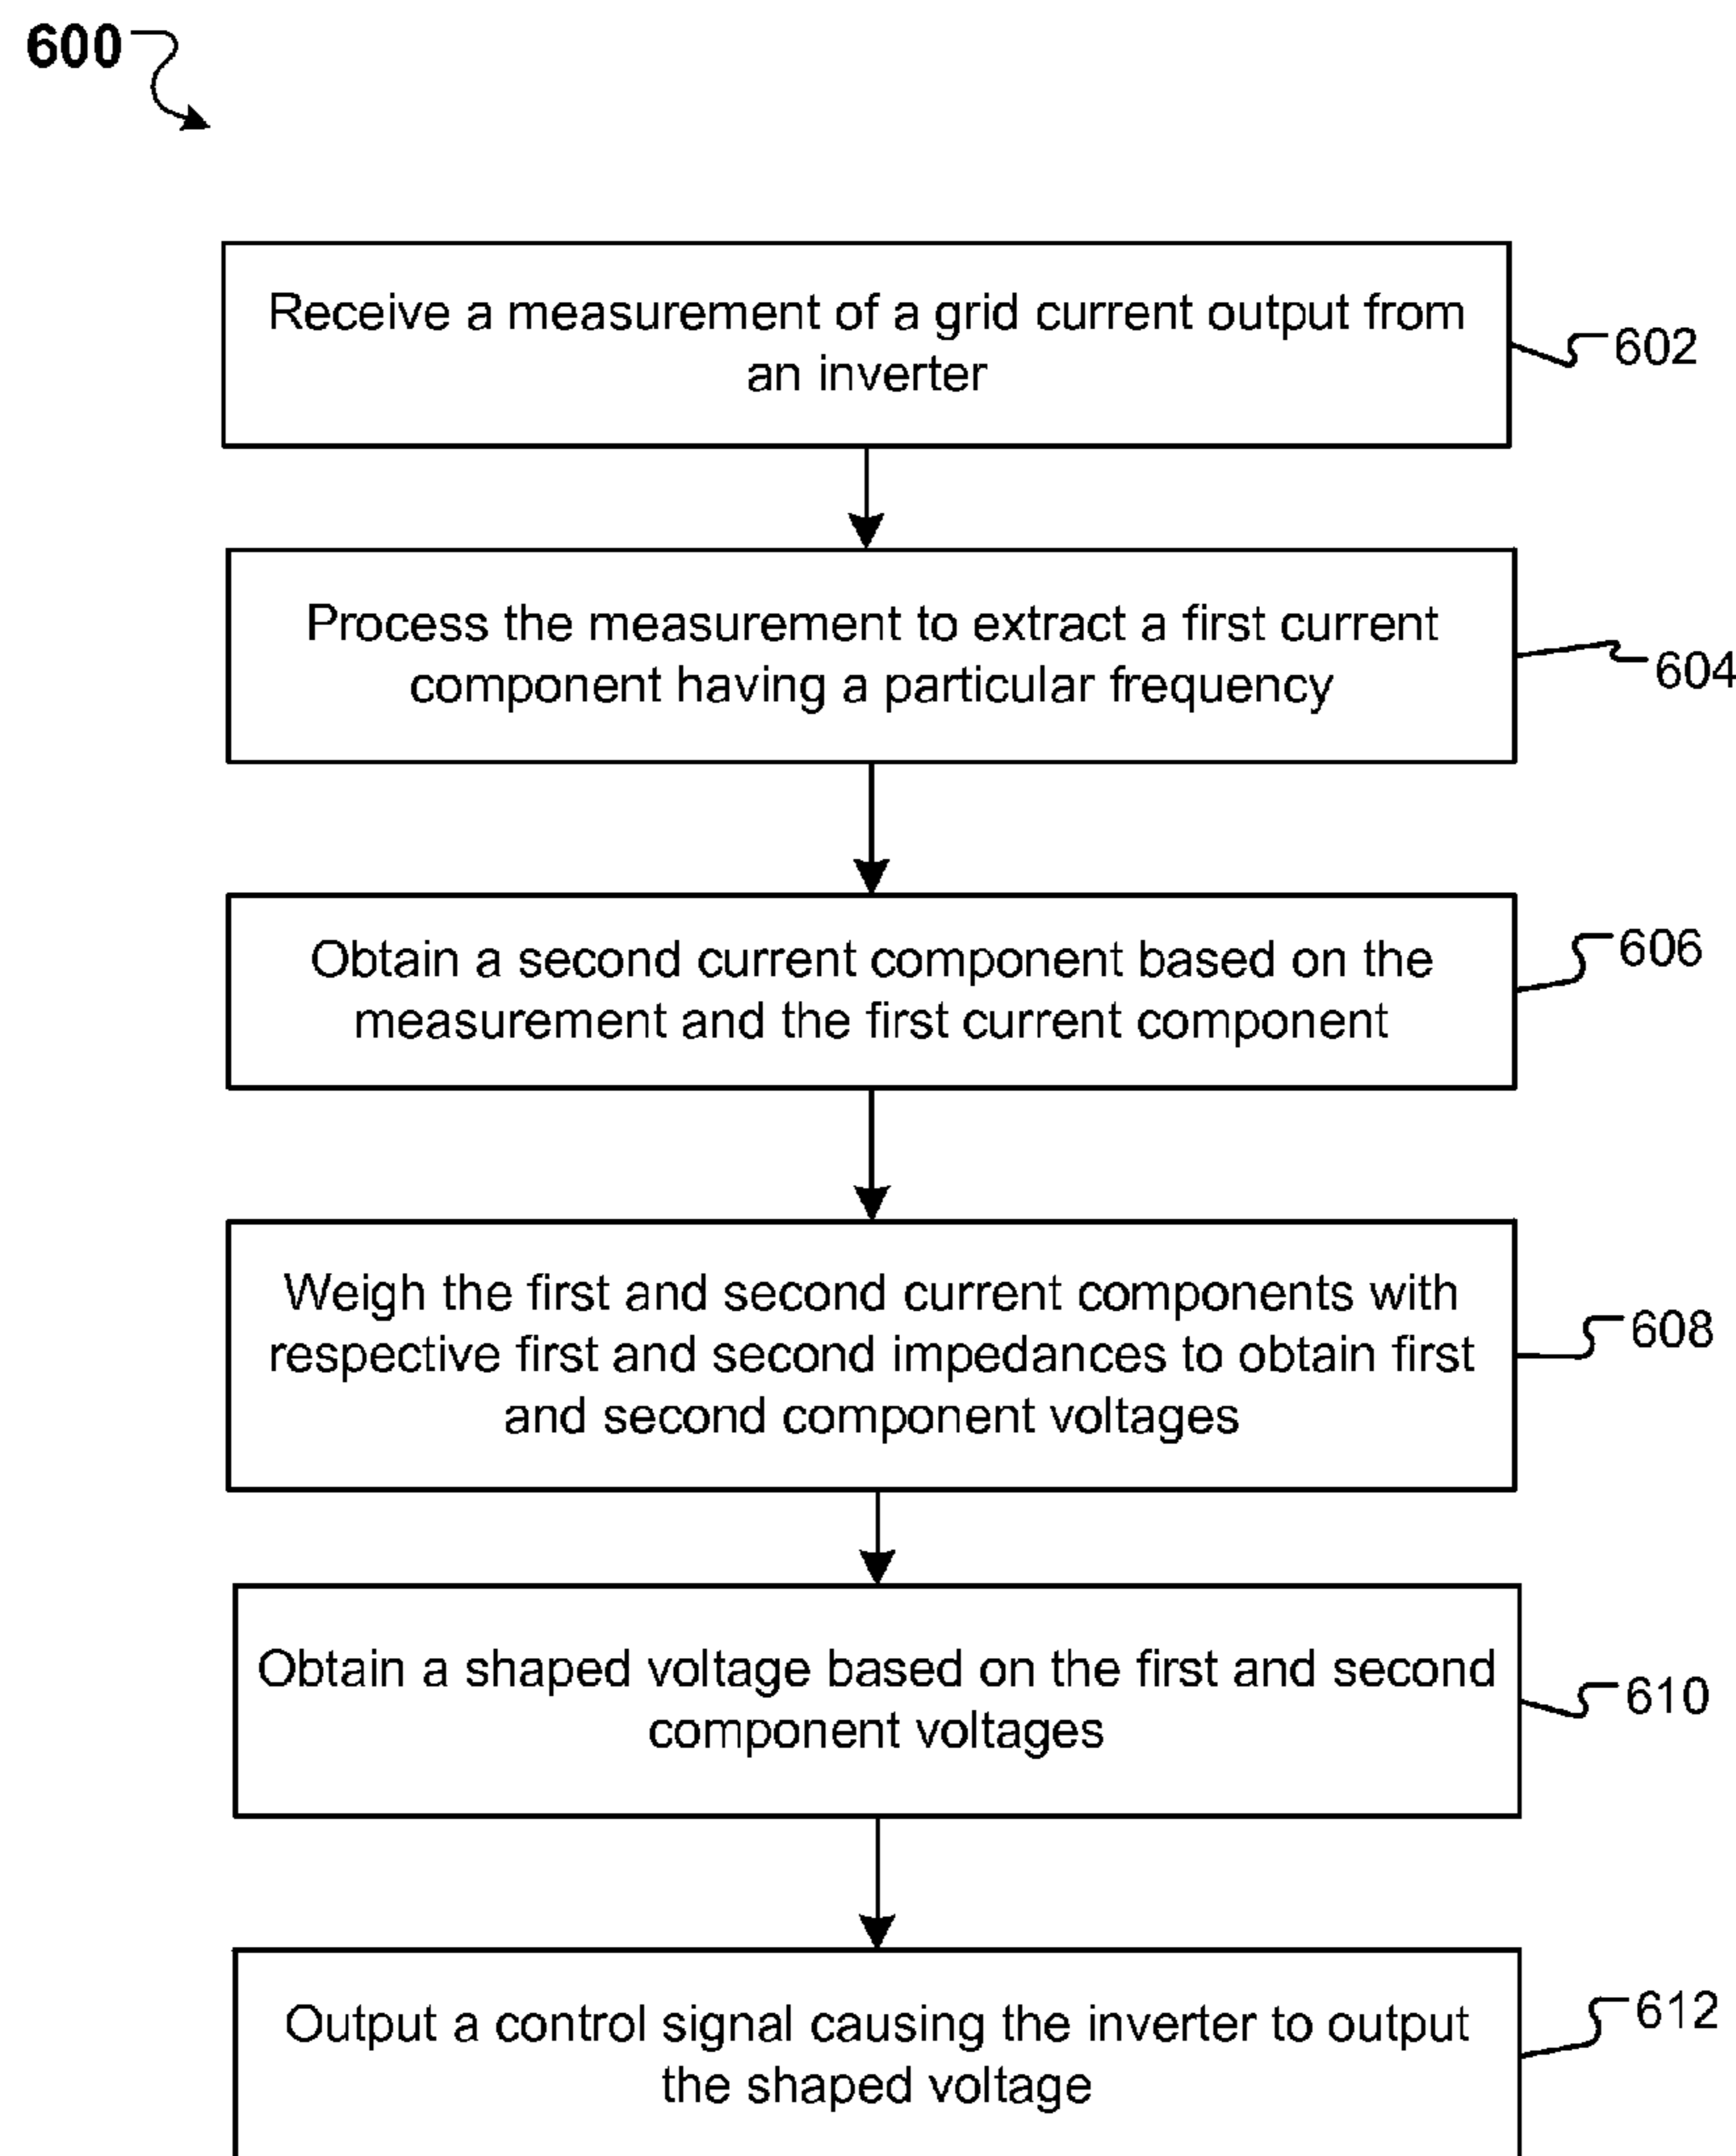 600
Receive a measurement of a grid current output from
an inverter
602
Process the measurement to extract a first current
component having a particular frequency
604
Obtain a second current component based on the
measurement and the first current component
606
Weigh the first and second current components with
respective first and second impedances to obtain first
and second component voltages
608
Obtain a shaped voltage based on the first and second
component voltages
610
Output a control signal causing the inverter to output
the shaped voltage
612